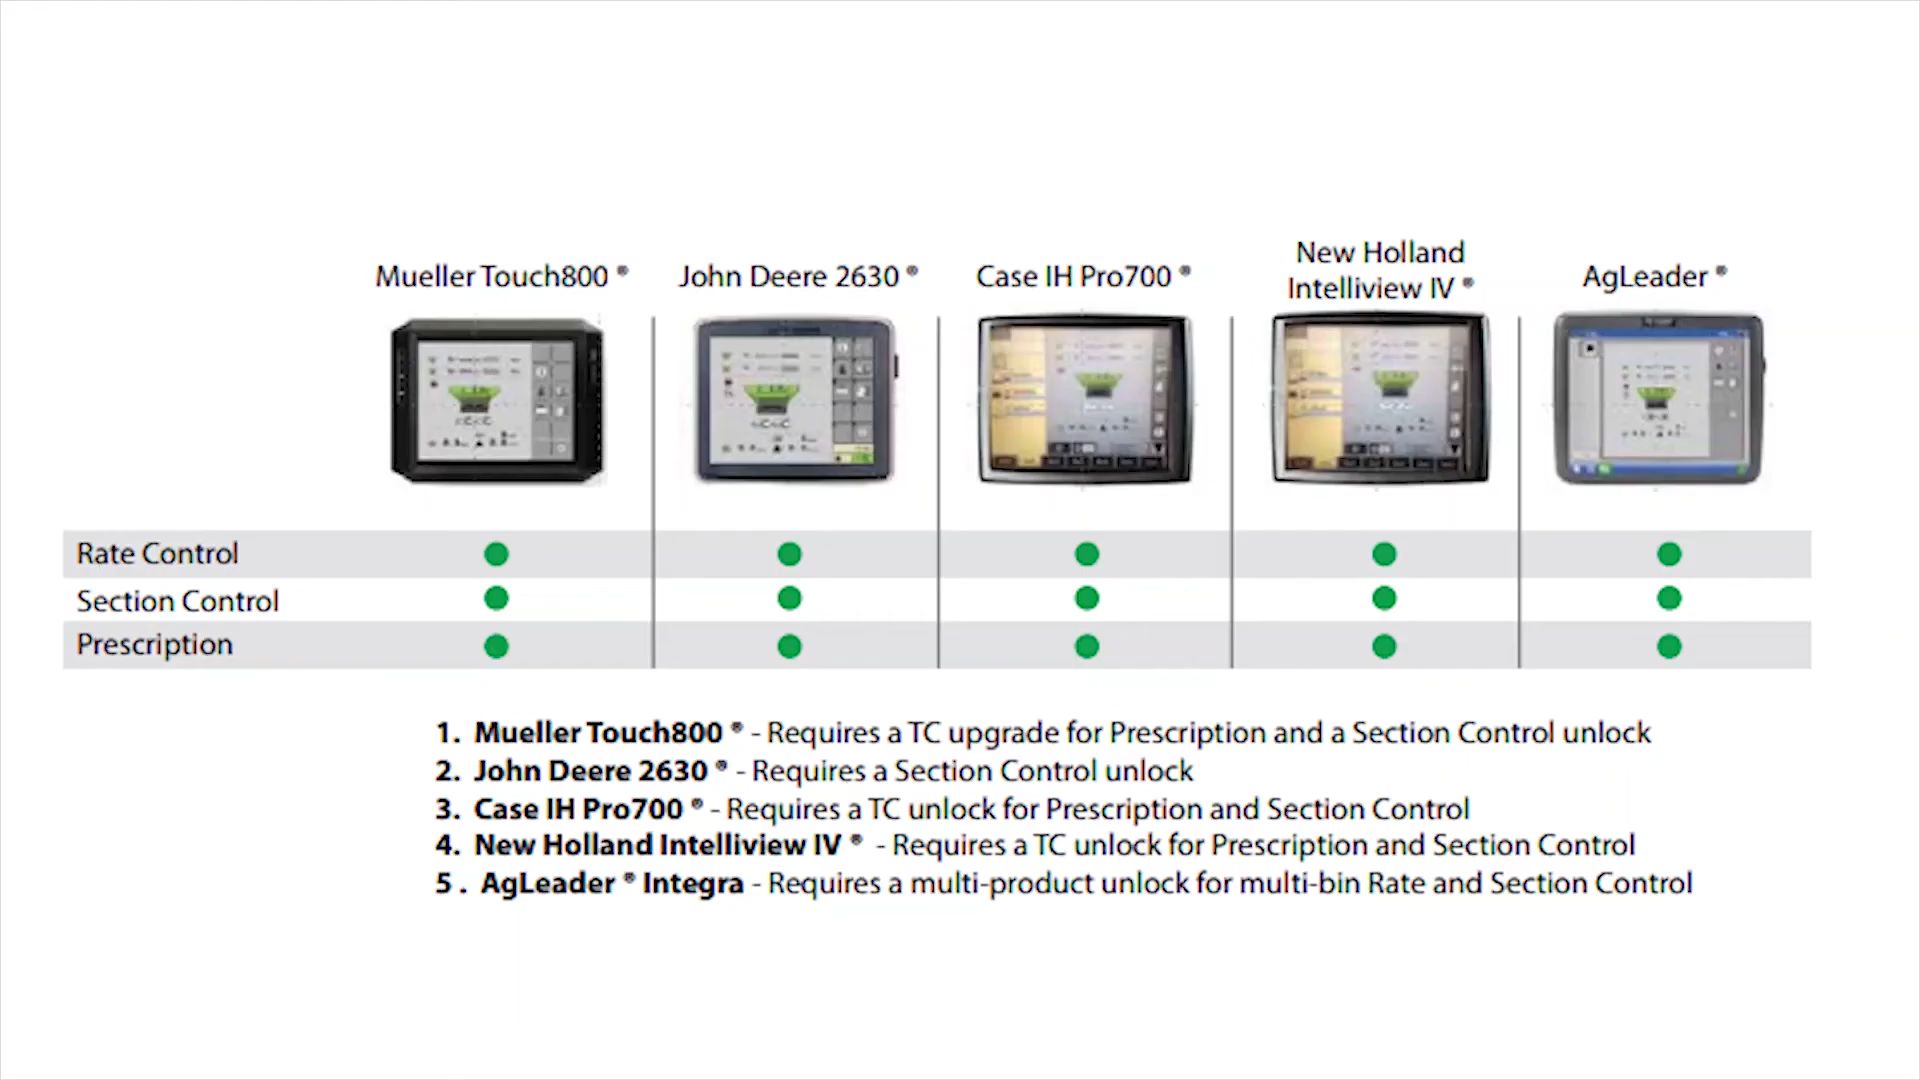 Mueller Touch800 ®
John Deere 2630 ®
Case IH Pro700 ®
New Holland
Intelliview IV ®
AgLeader ®
Rate Control
Section Control
Prescription
1. Mueller Touch800 ® - Requires a TC upgrade for Prescription and a Section Control unlock
2. John Deere 2630 ® - Requires a Section Control unlock
3. Case IH Pro700 ® - Requires a TC unlock for Prescription and Section Control
4. New Holland Intelliview IV ® - Requires a TC unlock for Prescription and Section Control
5 . AgLeader ® Integra - Requires a multi-product unlock for multi-bin Rate and Section Control